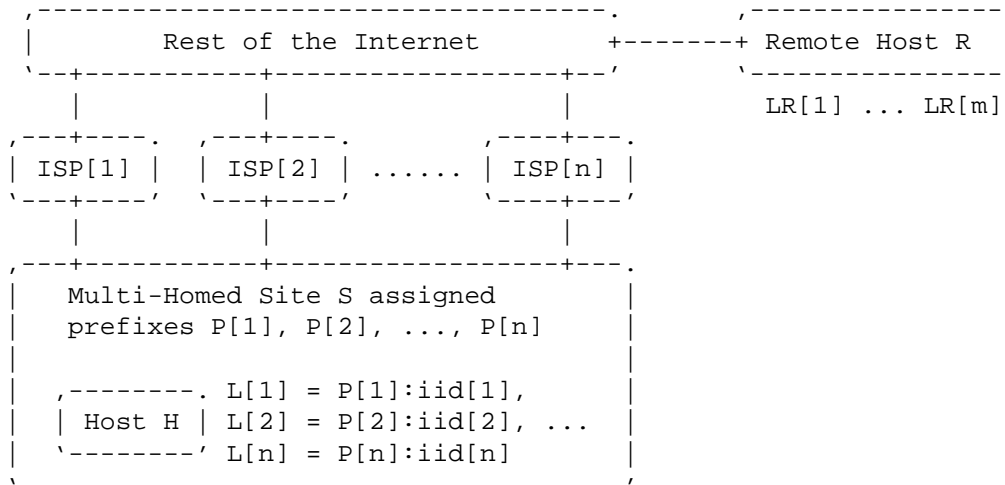 Rest of the Internet Remote Host R
LR[1] ... LR[m]
ISP[1] ISP[2] ...... ISP[n]
Multi-Homed Site S assigned
prefixes P[1], P[2], ..., P[n]
L[1] = P[1]:iid[1],
Host H L[2] = P[2]:iid[2], ...
L[n] = P[n]:iid[n]